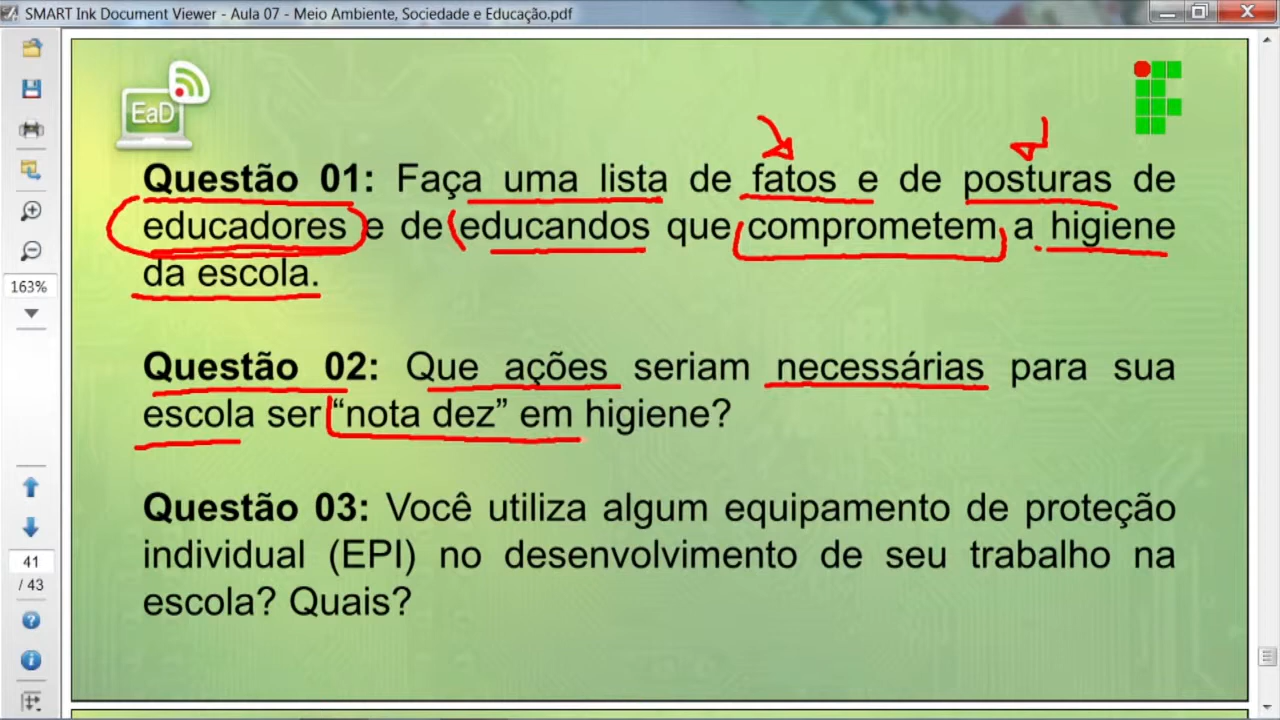 SMART Ink Document Viewer - Aula 07 - Meio Ambiente, Sociedade e Educação.pdf
EaD
Questão 01: Faça uma lista de fatos e de posturas de
educadores e de educandos que comprometem a higiene
da escola.
163%
Questão 02: Que ações seriam necessárias para sua
escola ser “nota dez” em higiene?
Questão 03: Você utiliza algum equipamento de proteção
individual (EPI) no desenvolvimento de seu trabalho na
escola? Quais?
41
/ 43